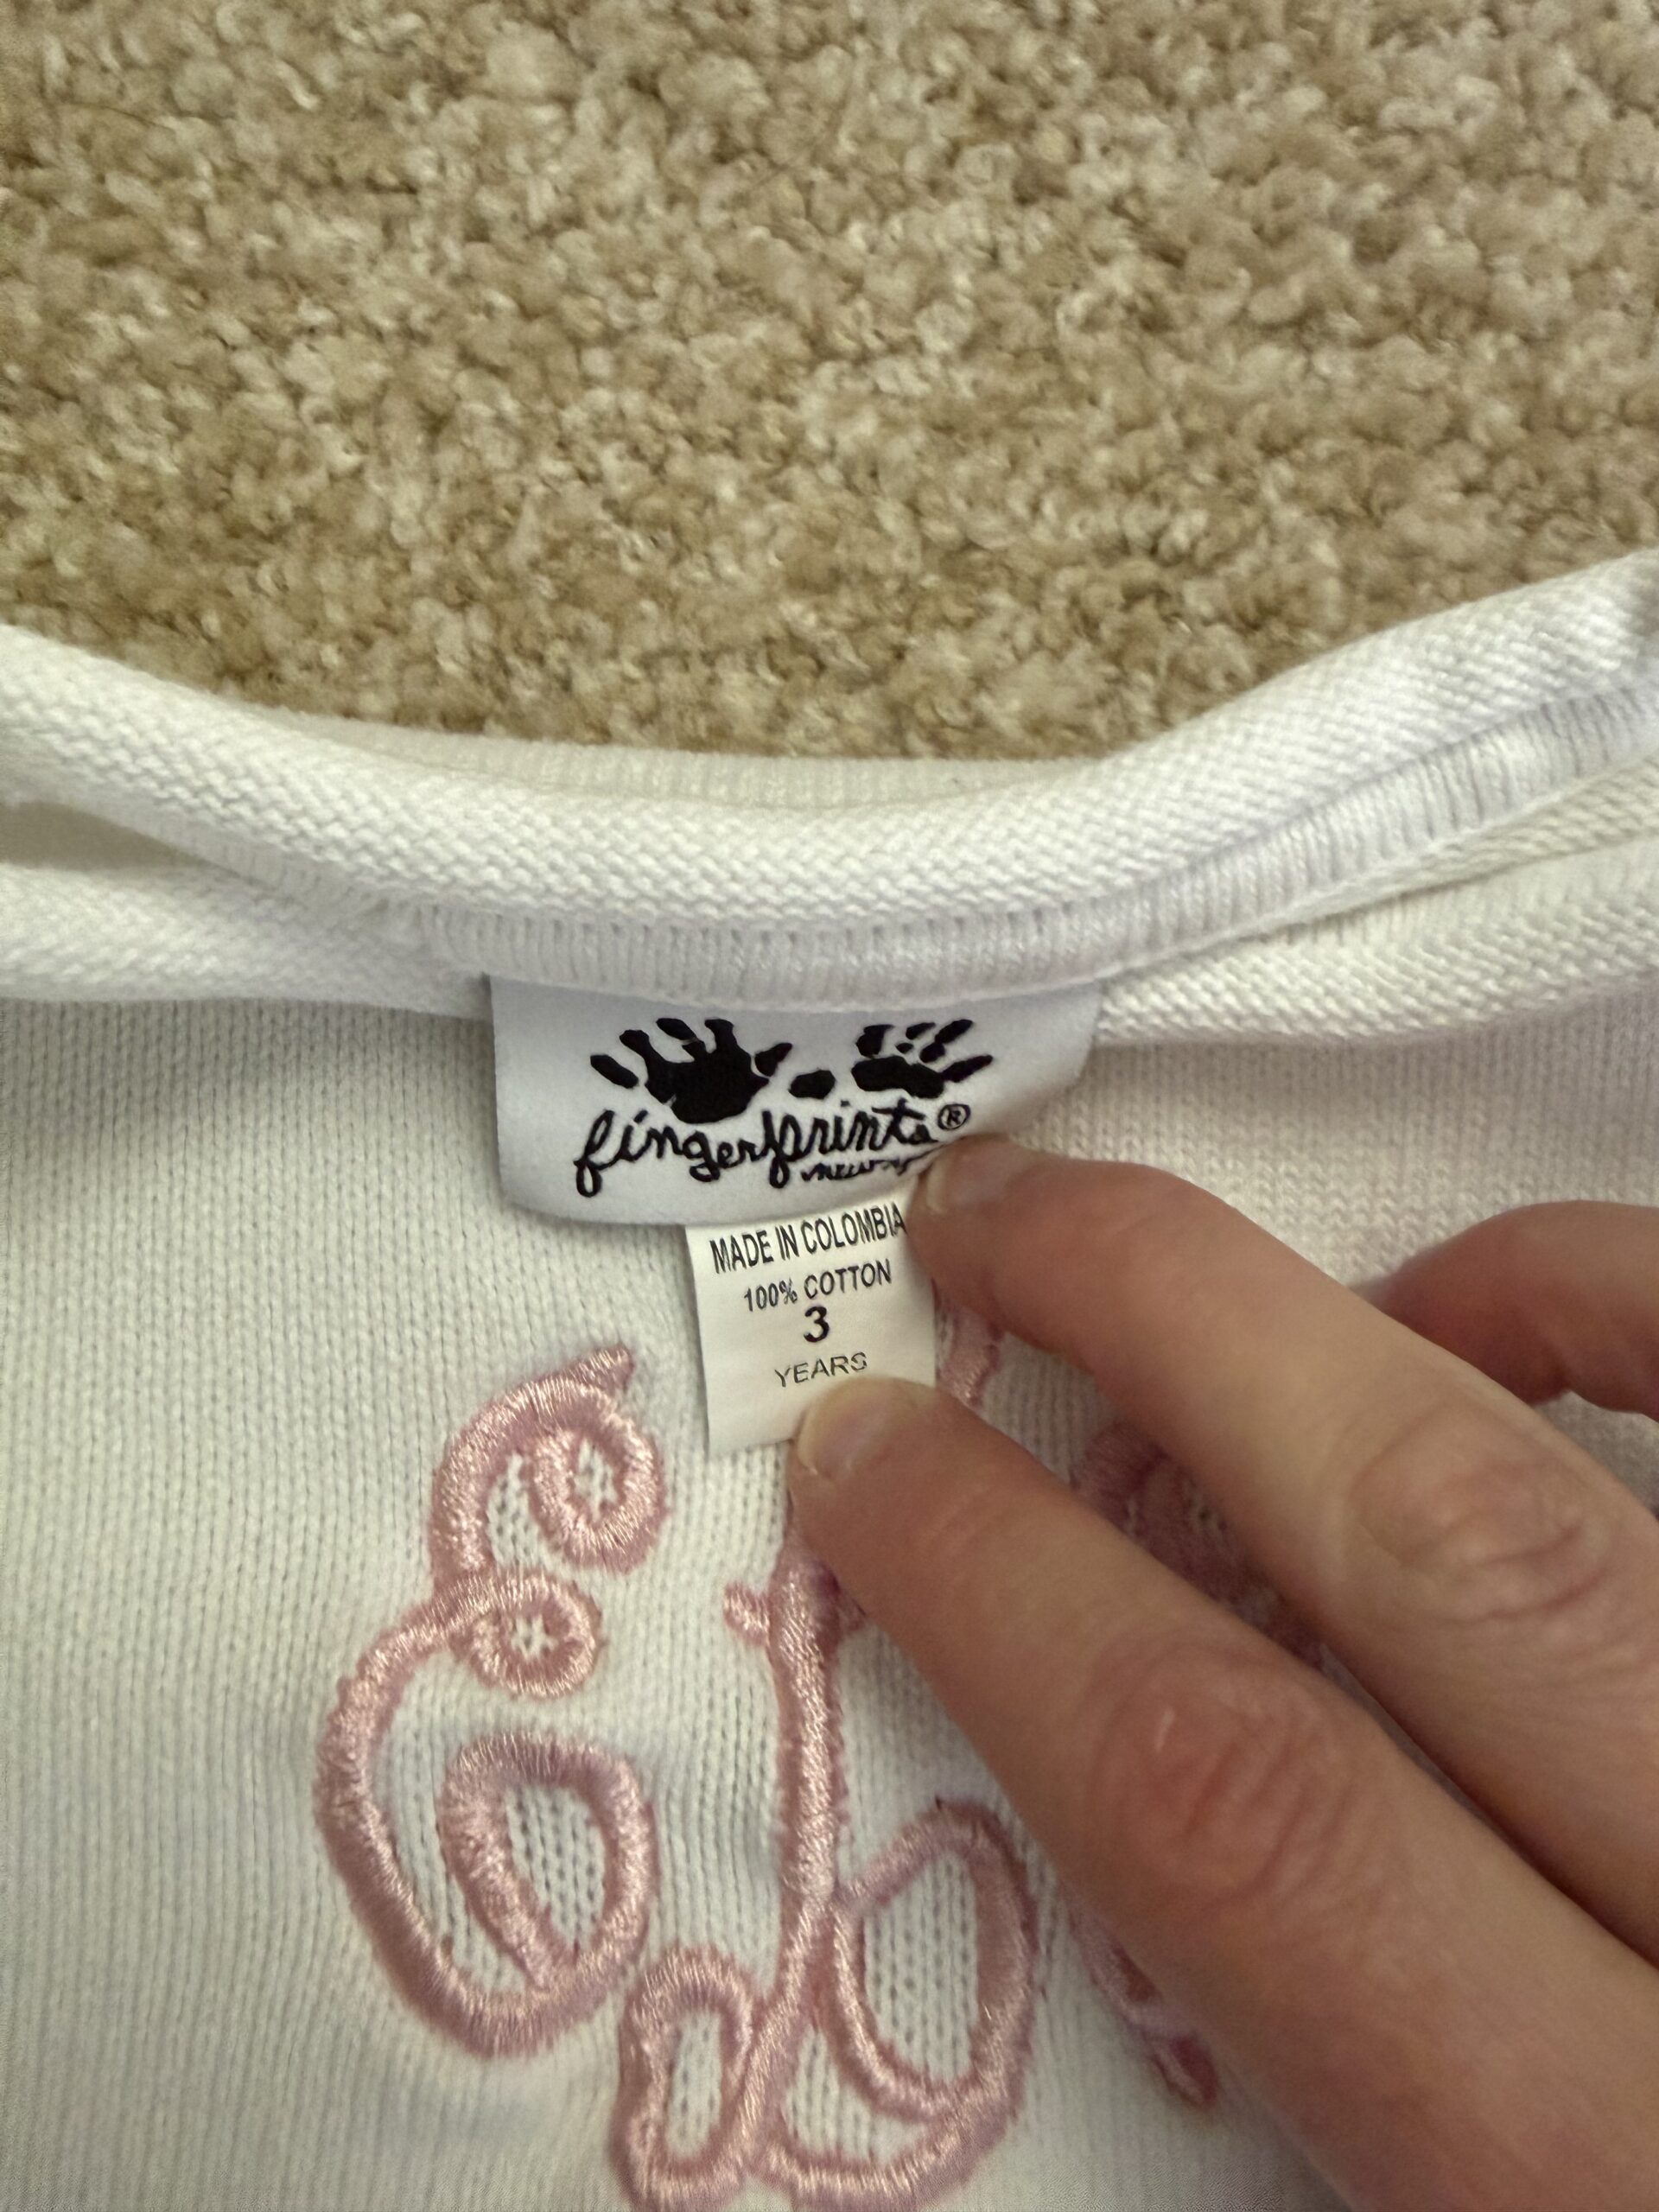 fingerprints®
MADE IN COLOMBIA
100% COTTON
3
YEARS